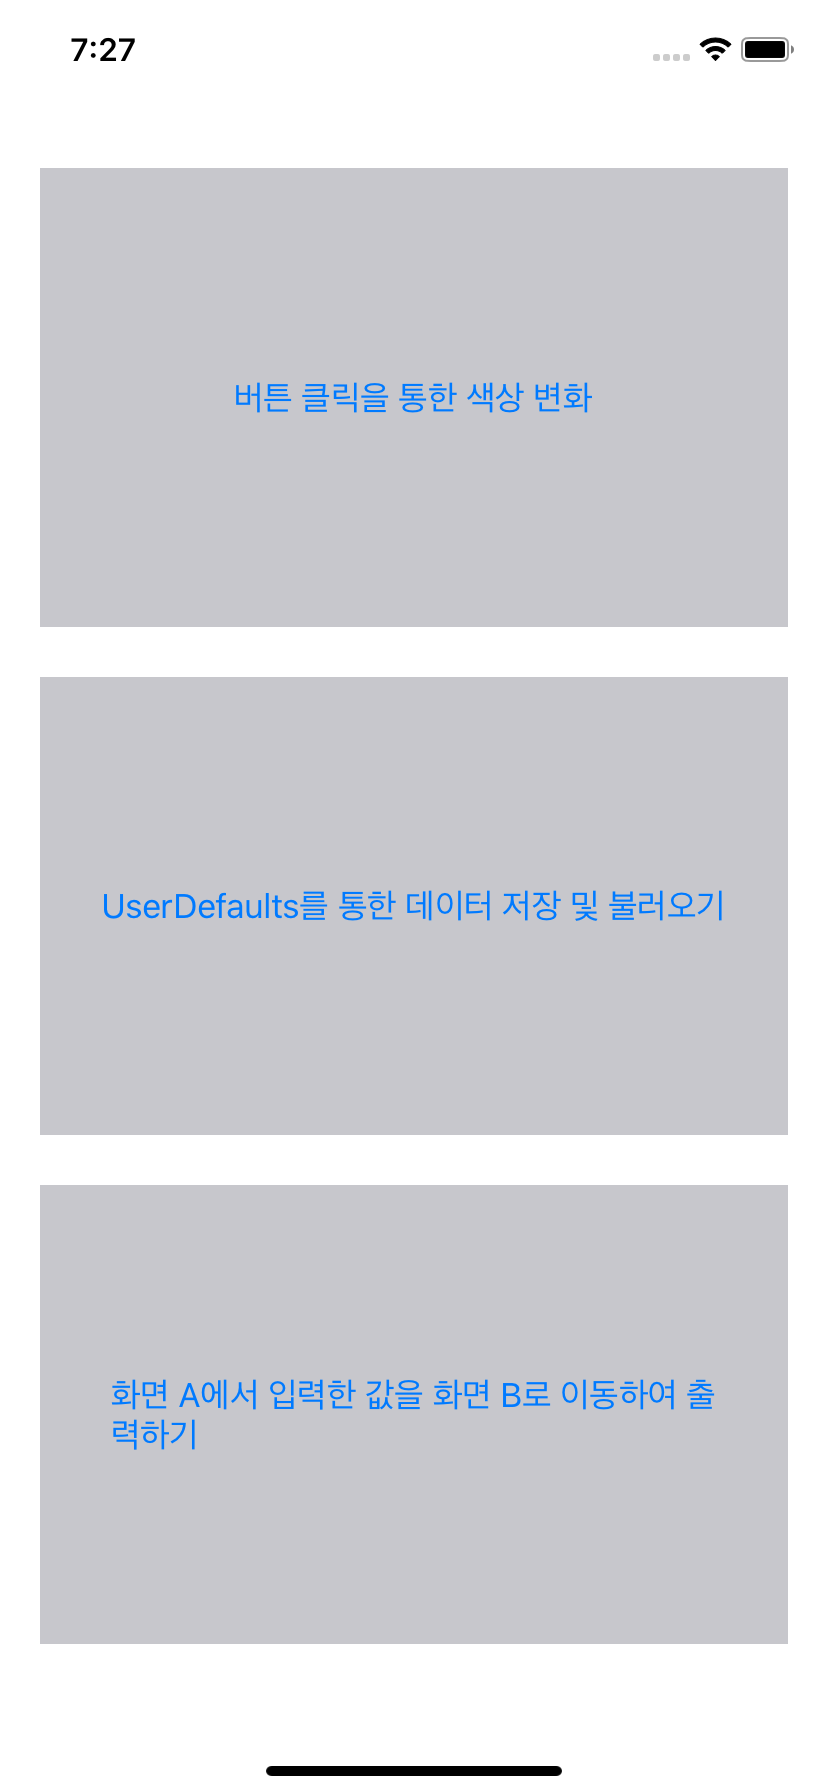 7:27
버튼 클릭을 통한 색상 변화
UserDefaults를 통한 데이터 저장 및 불러오기
화면 A에서 입력한 값을 화면 B로 이동하여 출
력하기